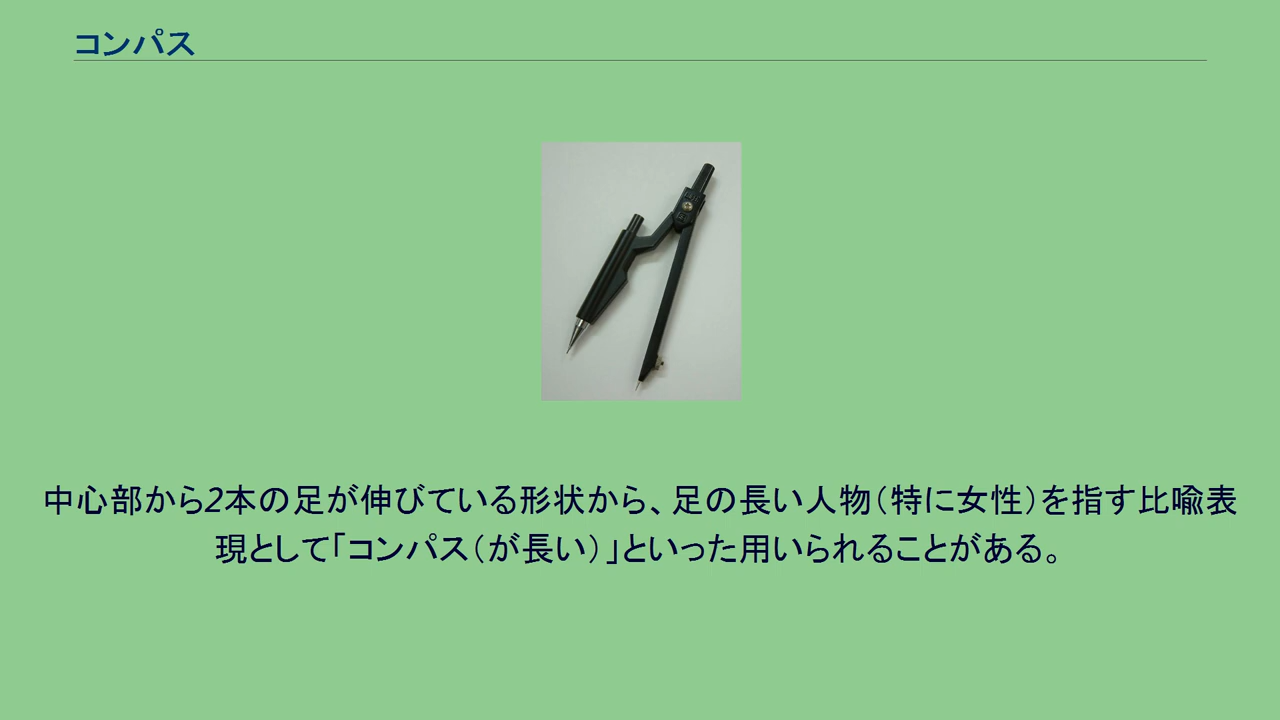 コンパス
中心部から2本の足が伸びている形状から、足の長い人物（特に女性）を指す比喩表
現として「コンパス（が長い）」といった用いられることがある。